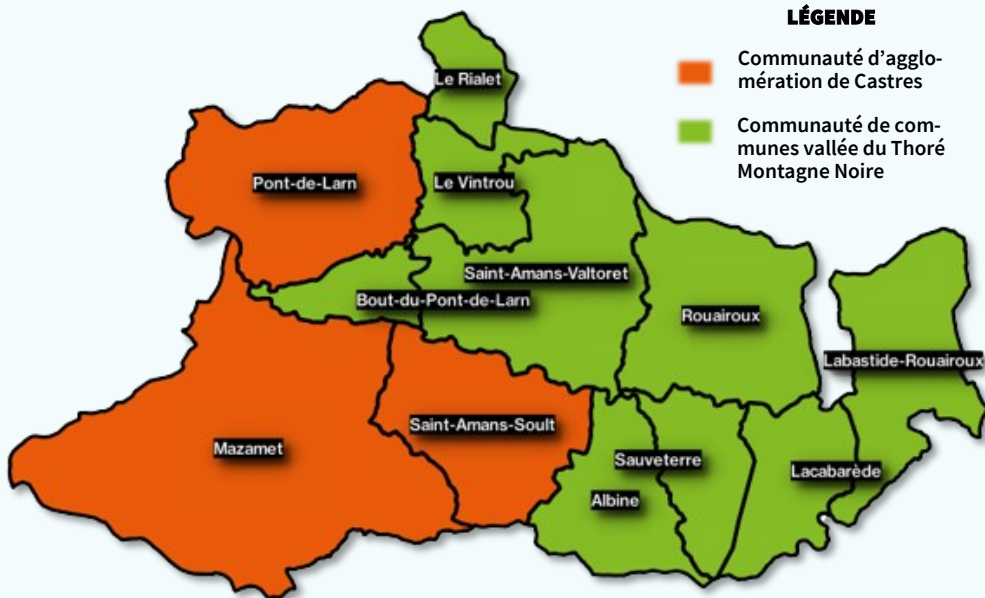 LÉGENDE
Communauté d'agglo-
mération de Castres
Communauté de com-
munes vallée du Thoré
Montagne Noire
Le Rialet
Pont-de-Larn
Le Vintrou
Saint-Amans-Valtoret
Bout-du-Pont-de-Larn
Rouairoux
Labastide-Rouairoux
Saint-Amans-Soult
Mazamet
Sauveterre
Lacabarède
Albine